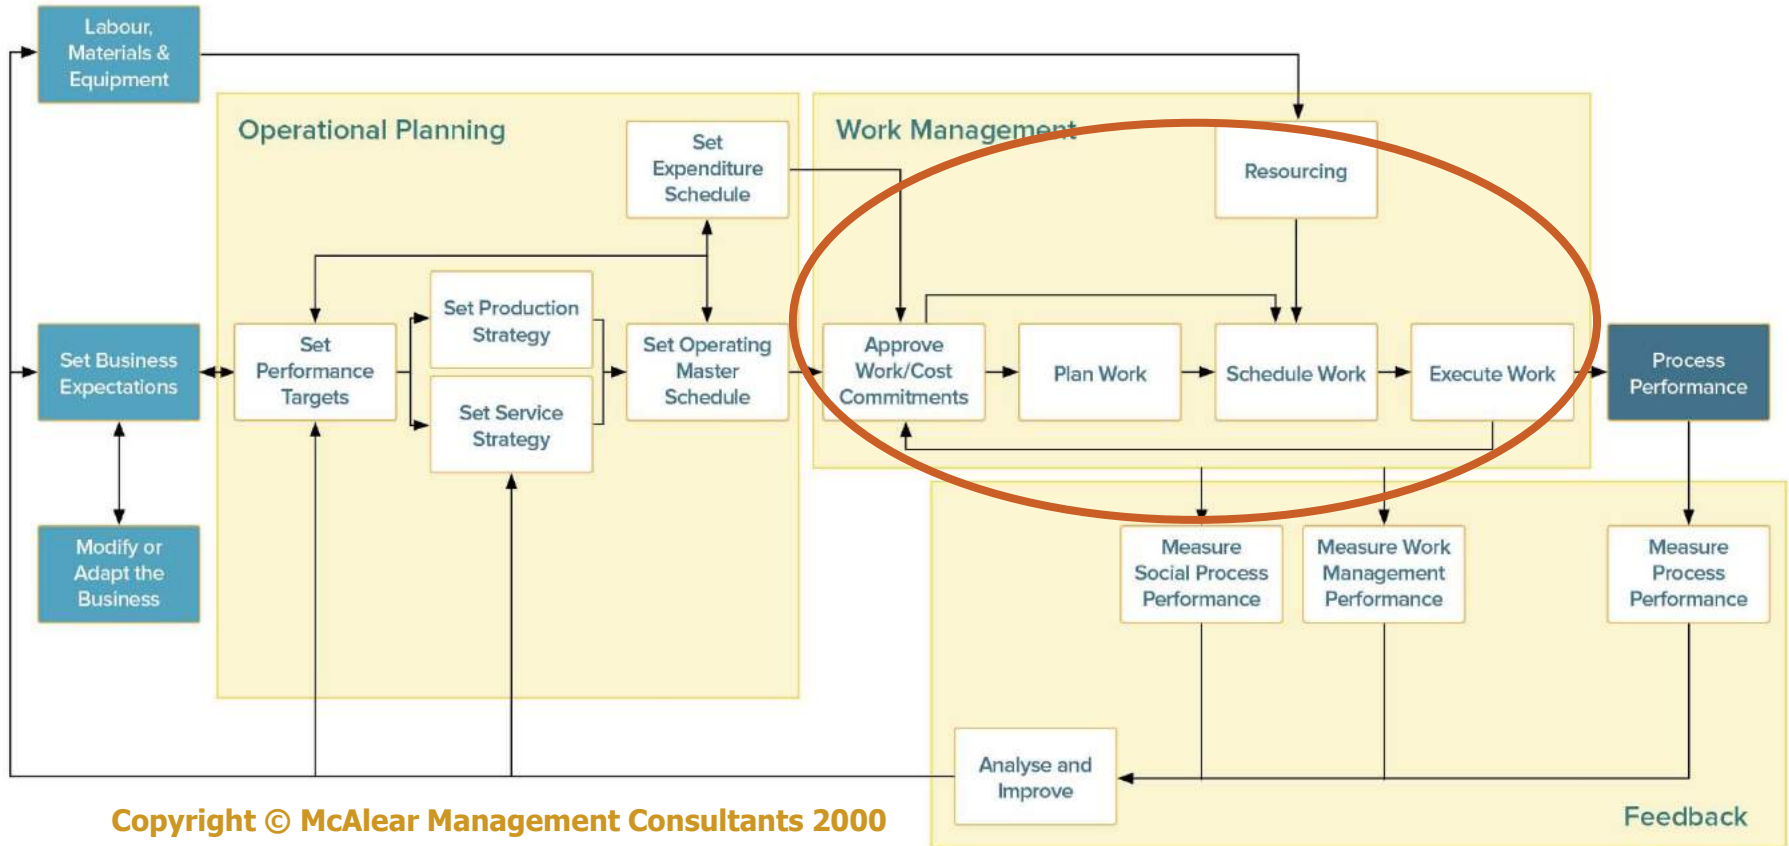 Labour,
Materials &
Equipment
Operational Planning
Work Management
Set
Expenditure
Schedule
Resourcing
Set Production
Strategy
Set Business
Expectations
Set
Performance
Targets
Set Service
Strategy
Set Operating
Master
Schedule
Approve
Work/Cost
Commitments
Plan Work
Schedule Work
Execute Work
Process
Performance
Modify or
Adapt the
Business
Measure
Social Process
Performance
Measure Work
Management
Performance
Measure
Process
Performance
Analyse and
Improve
Feedback
Copyright © McAlear Management Consultants 2000